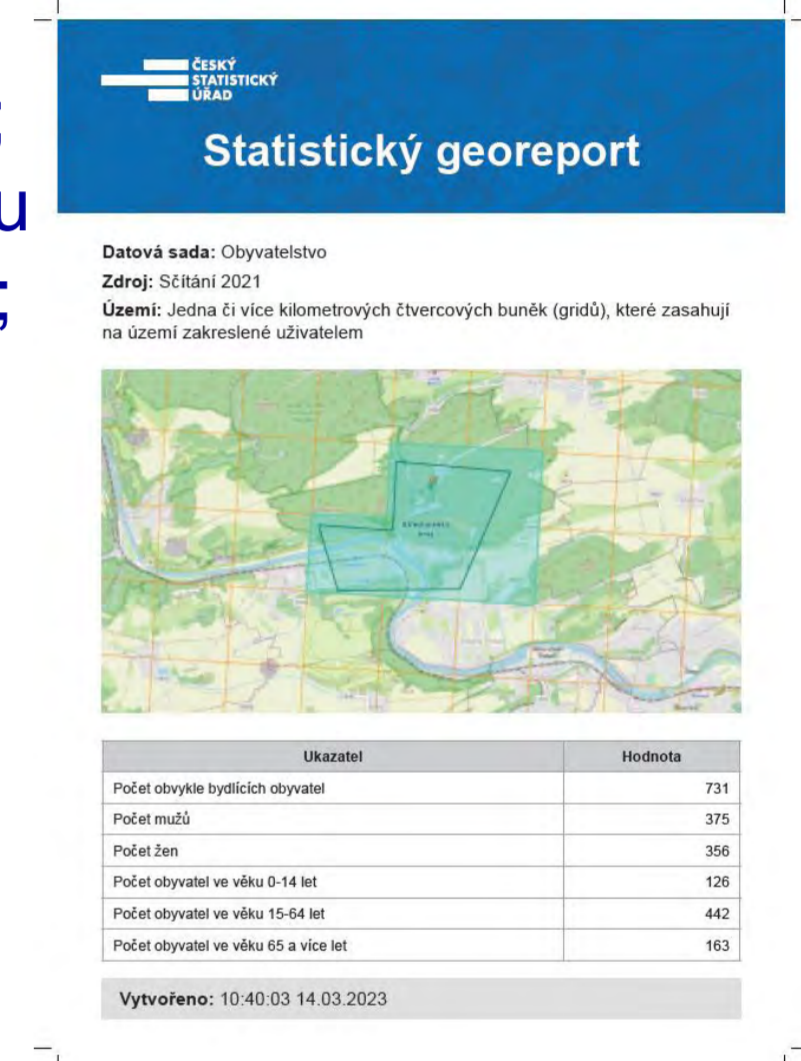 ČESKÝ
STATISTICKÝ
ÚŘAD
Statistický georeport
u
;
Datová sada: Obyvatelstvo
Zdroj: Sčítání 2021
Území: Jedna či více kilometrových čtvercových buněk (gridů), které zasahují
na území zakreslené uživatelem
Ukazatel Hodnota
Počet obvykle bydlících obyvatel 731
Počet mužů 375
Počet žen 356
Počet obyvatel ve věku 0-14 let 126
Počet obyvatel ve věku 15-64 let 442
Počet obyvatel ve věku 65 a více let 163
Vytvořeno: 10:40:03 14.03.2023